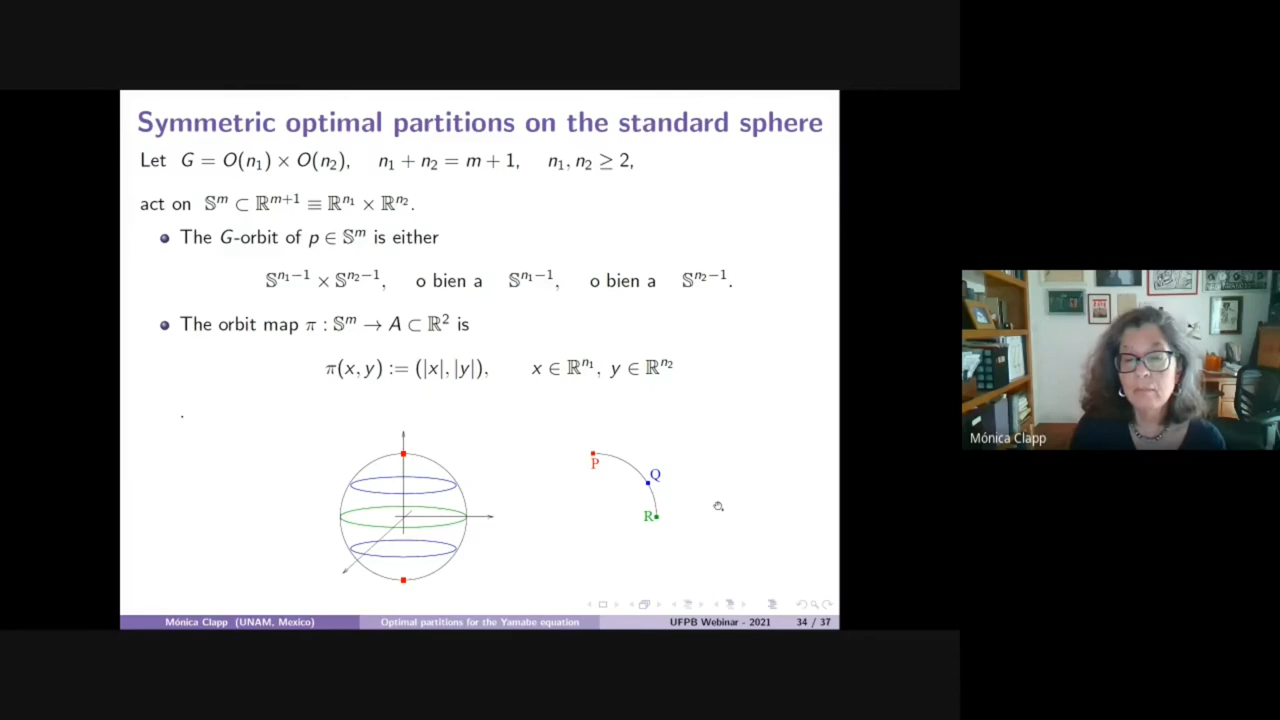 Symmetric optimal partitions on the standard sphere
Let G = O(n₁) × O(n₂), n₁ + n₂ = m + 1, n₁, n₂ ≥ 2,
act on 𝕊ᵐ ⊂ ℝᵐ⁺¹ ≡ ℝⁿ¹ × ℝⁿ².
The G-orbit of p ∈ 𝕊ᵐ is either
𝕊ⁿ¹⁻¹ × 𝕊ⁿ²⁻¹, o bien a 𝕊ⁿ¹⁻¹, o bien a 𝕊ⁿ²⁻¹.
The orbit map π : 𝕊ᵐ → A ⊂ ℝ² is
π(x, y) := (|x|, |y|), x ∈ ℝⁿ¹, y ∈ ℝⁿ²
.
P
Q
R
Mónica Clapp (UNAM, Mexico) Optimal partitions for the Yamabe equation UFPB Webinar - 2021 34 / 37
Mónica Clapp